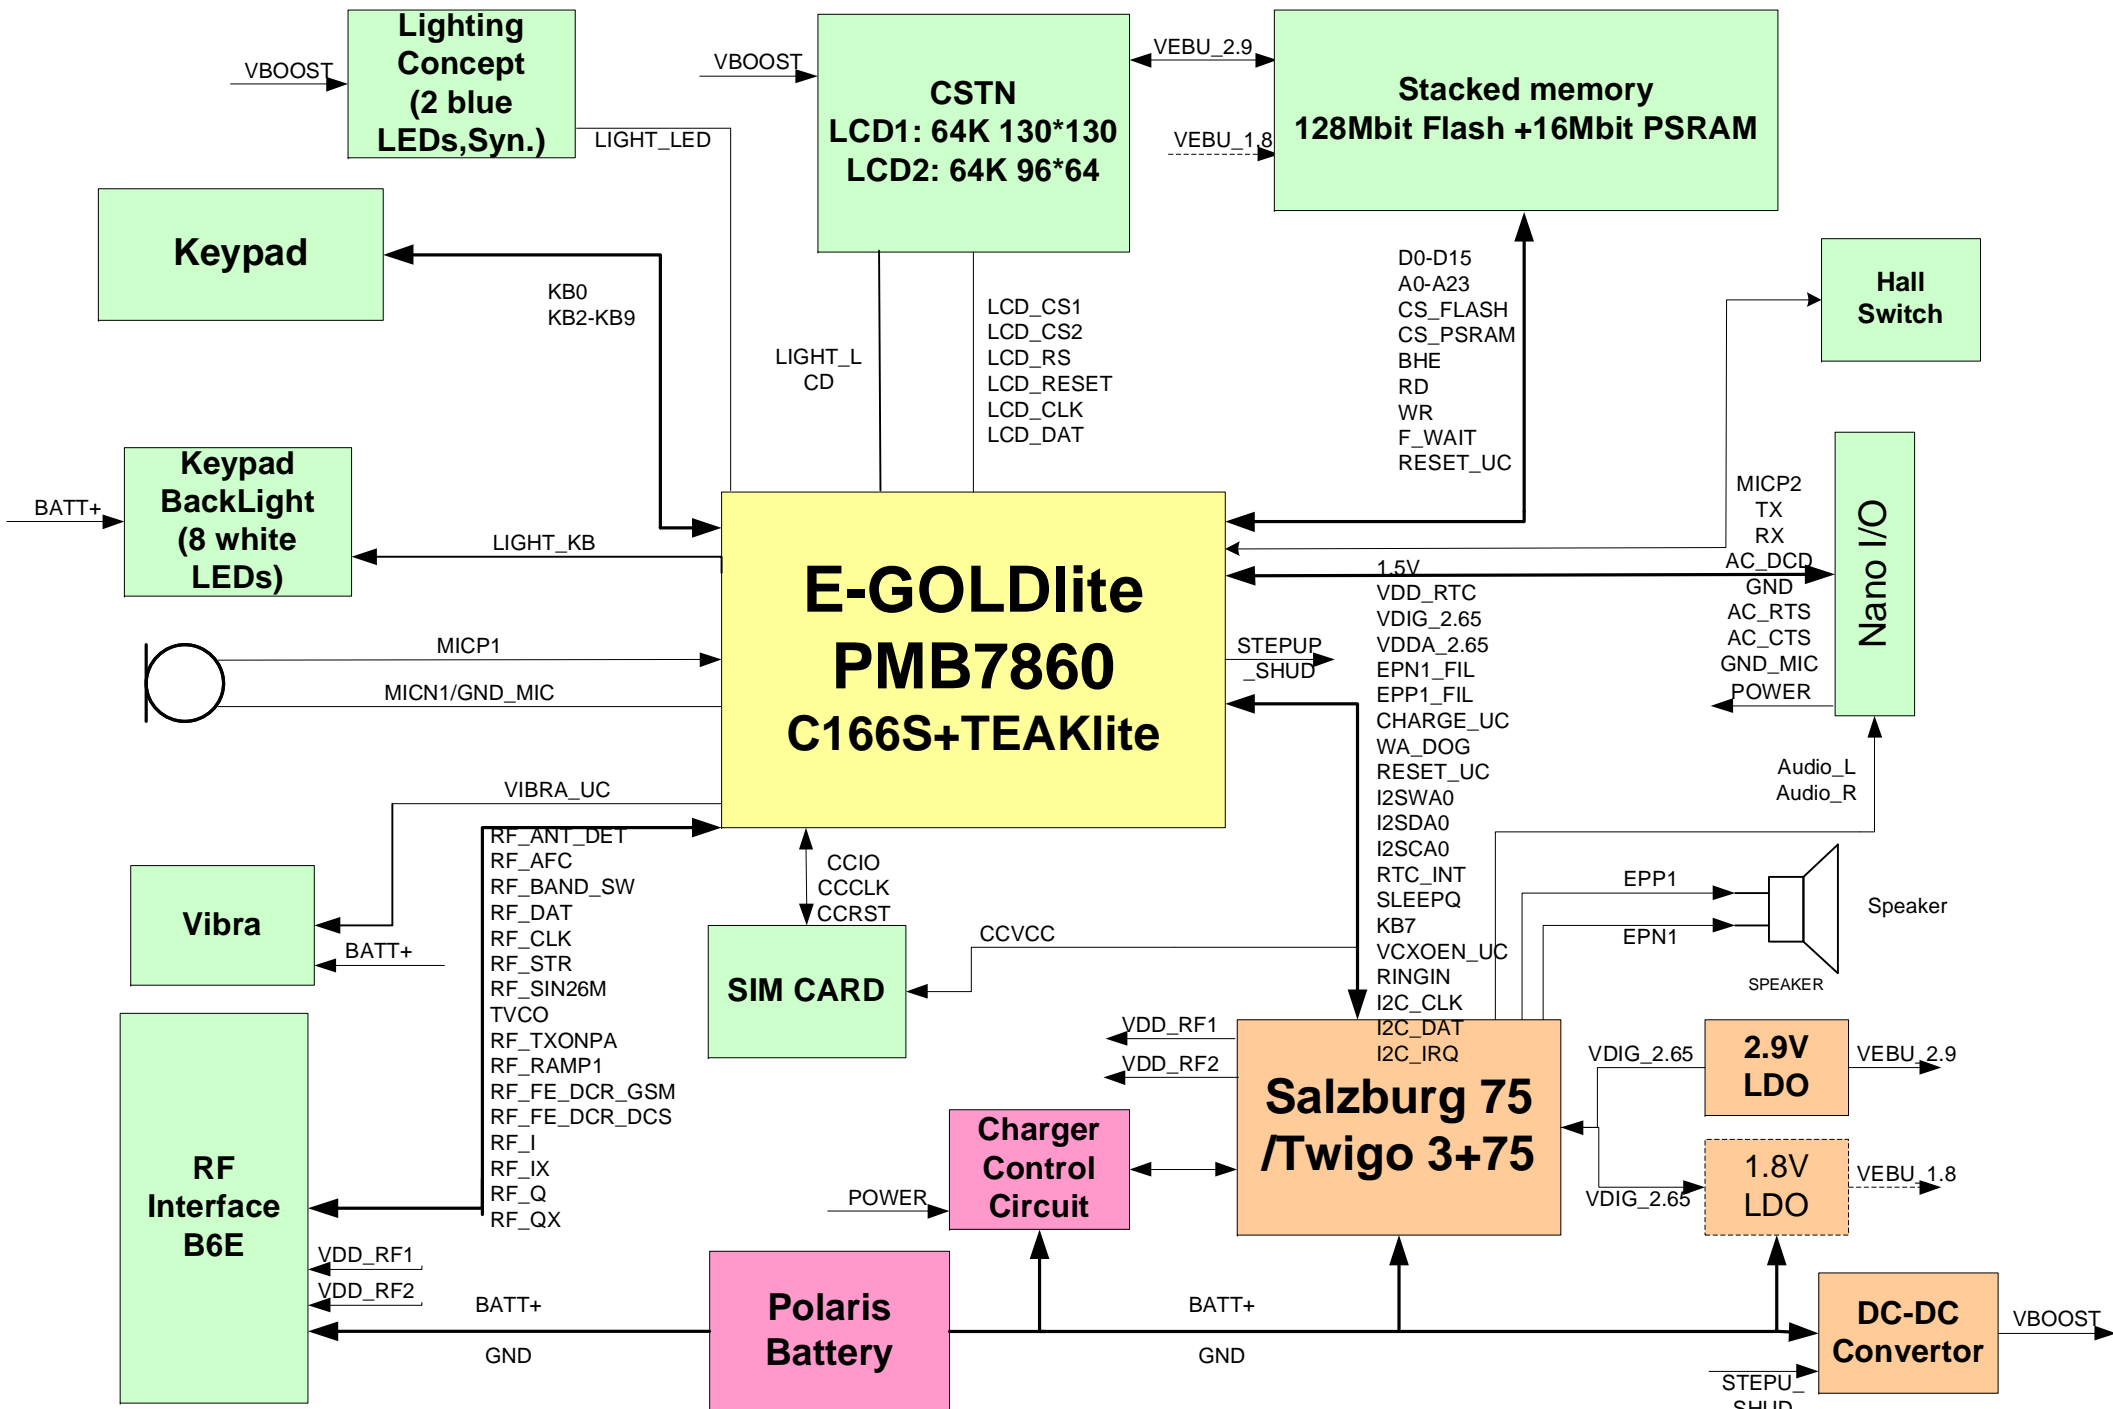 Lighting
Concept
(2 blue
LEDs,Syn.)
VBOOST
LIGHT_LED
VBOOST
CSTN
LCD1: 64K 130*130
LCD2: 64K 96*64
VEBU_2.9
VEBU_1.8
Stacked memory
128Mbit Flash +16Mbit PSRAM
Keypad
KB0
KB2-KB9
LIGHT_L
CD
LCD_CS1
LCD_CS2
LCD_RS
LCD_RESET
LCD_CLK
LCD_DAT
D0-D15
A0-A23
CS_FLASH
CS_PSRAM
BHE
RD
WR
F_WAIT
RESET_UC
Hall
Switch
BATT+
Keypad
BackLight
(8 white
LEDs)
LIGHT_KB
E-GOLDlite
PMB7860
C166S+TEAKlite
MICP1
MICN1/GND_MIC
STEPUP
_SHUD
1.5V
VDD_RTC
VDIG_2.65
VDDA_2.65
EPN1_FIL
EPP1_FIL
CHARGE_UC
WA_DOG
RESET_UC
I2SWA0
I2SDA0
I2SCA0
RTC_INT
SLEEPQ
KB7
VCXOEN_UC
RINGIN
I2C_CLK
I2C_DAT
I2C_IRQ
MICP2
TX
RX
AC_DCD
GND
AC_RTS
AC_CTS
GND_MIC
POWER
Nano I/O
Audio_L
Audio_R
VIBRA_UC
Vibra
BATT+
RF_ANT_DET
RF_AFC
RF_BAND_SW
RF_DAT
RF_CLK
RF_STR
RF_SIN26M
TVCO
RF_TXONPA
RF_RAMP1
RF_FE_DCR_GSM
RF_FE_DCR_DCS
RF_I
RF_IX
RF_Q
RF_QX
CCIO
CCCLK
CCRST
SIM CARD
CCVCC
EPP1
EPN1
Speaker
SPEAKER
VDD_RF1
VDD_RF2
Salzburg 75
/Twigo 3+75
VDIG_2.65
2.9V
LDO
VEBU_2.9
VDIG_2.65
1.8V
LDO
VEBU_1.8
Charger
Control
Circuit
POWER
RF
Interface
B6E
VDD_RF1
VDD_RF2
BATT+
GND
Polaris
Battery
BATT+
GND
DC-DC
Convertor
VBOOST
STEPU_
SHUD